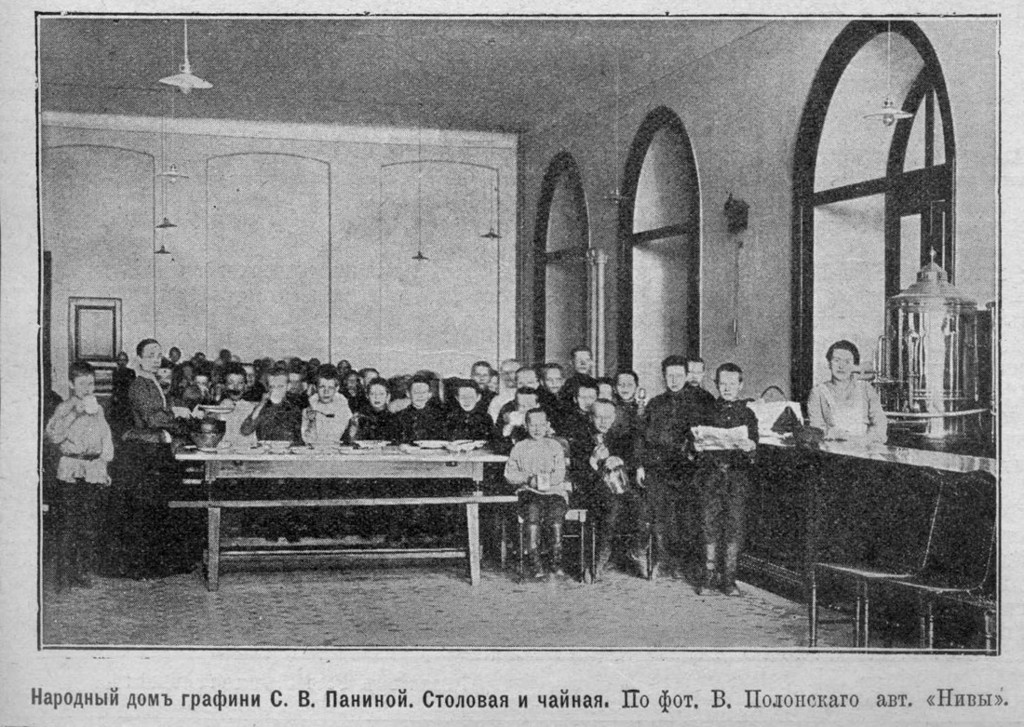 Народный домъ графини С. В. Паниной. Столовая и чайная. По фот. В. Полонскаго авт. «Нивы».